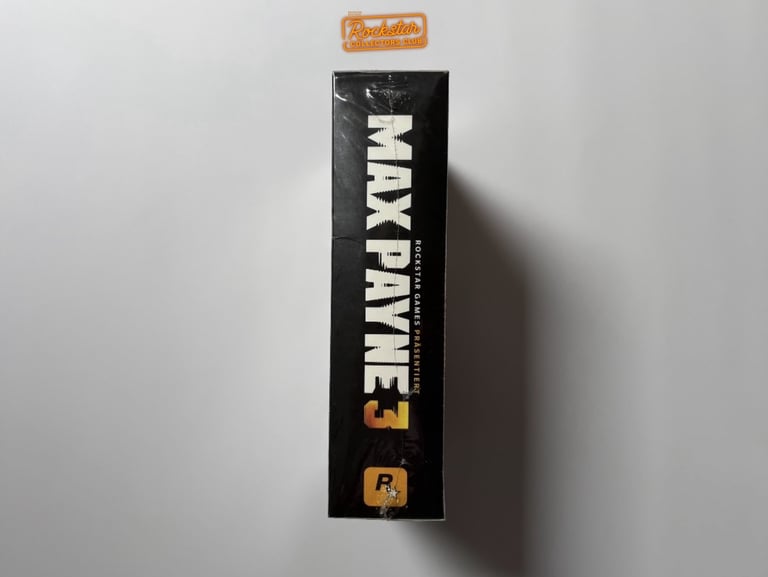 Rockstar
COLLECTORS CLUB
ROCKSTAR GAMES PRÄSENTIERT
MAX PAYNE 3
R